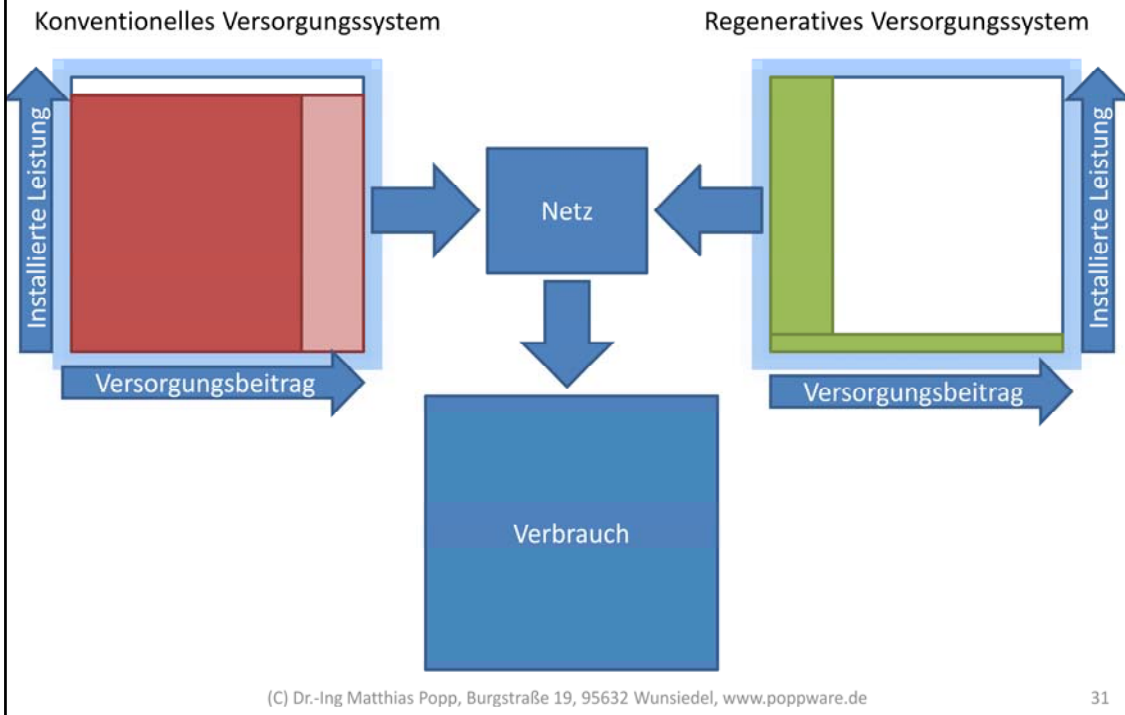 Konventionelles Versorgungssystem
Regeneratives Versorgungssystem
Installierte Leistung
Netz
Installierte Leistung
Versorgungsbeitrag
Versorgungsbeitrag
Verbrauch
(C) Dr.-Ing Matthias Popp, Burgstraße 19, 95632 Wunsiedel, www.poppware.de
31